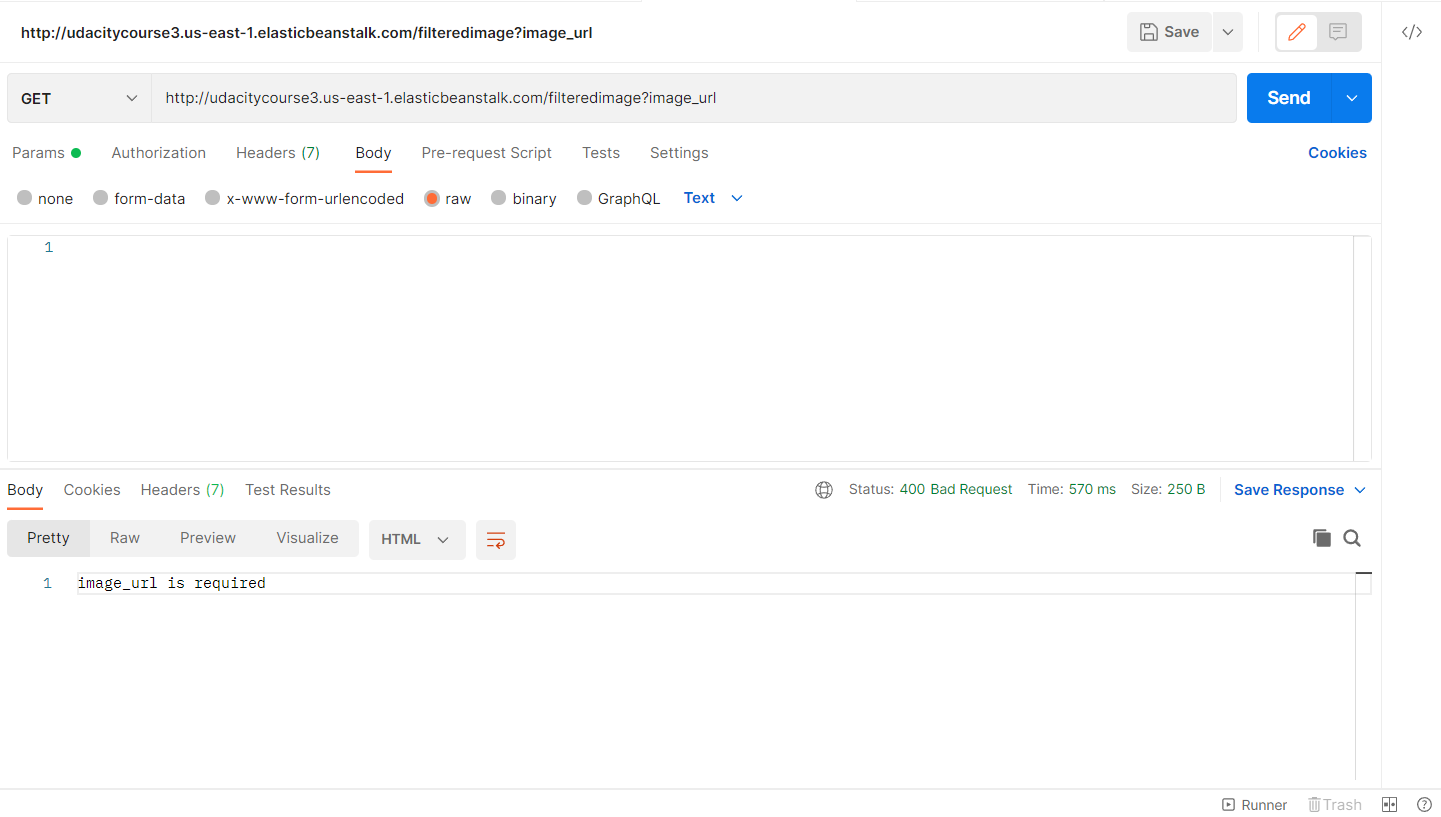 http://udacitycourse3.us-east-1.elasticbeanstalk.com/filteredimage?image_url
Save
GET
http://udacitycourse3.us-east-1.elasticbeanstalk.com/filteredimage?image_url
Send
Params Authorization Headers (7) Body Pre-request Script Tests Settings Cookies
none form-data x-www-form-urlencoded raw binary GraphQL Text
1
Body Cookies Headers (7) Test Results Status: 400 Bad Request Time: 570 ms Size: 250 B Save Response
Pretty Raw Preview Visualize HTML
1 image_url is required
Runner Trash